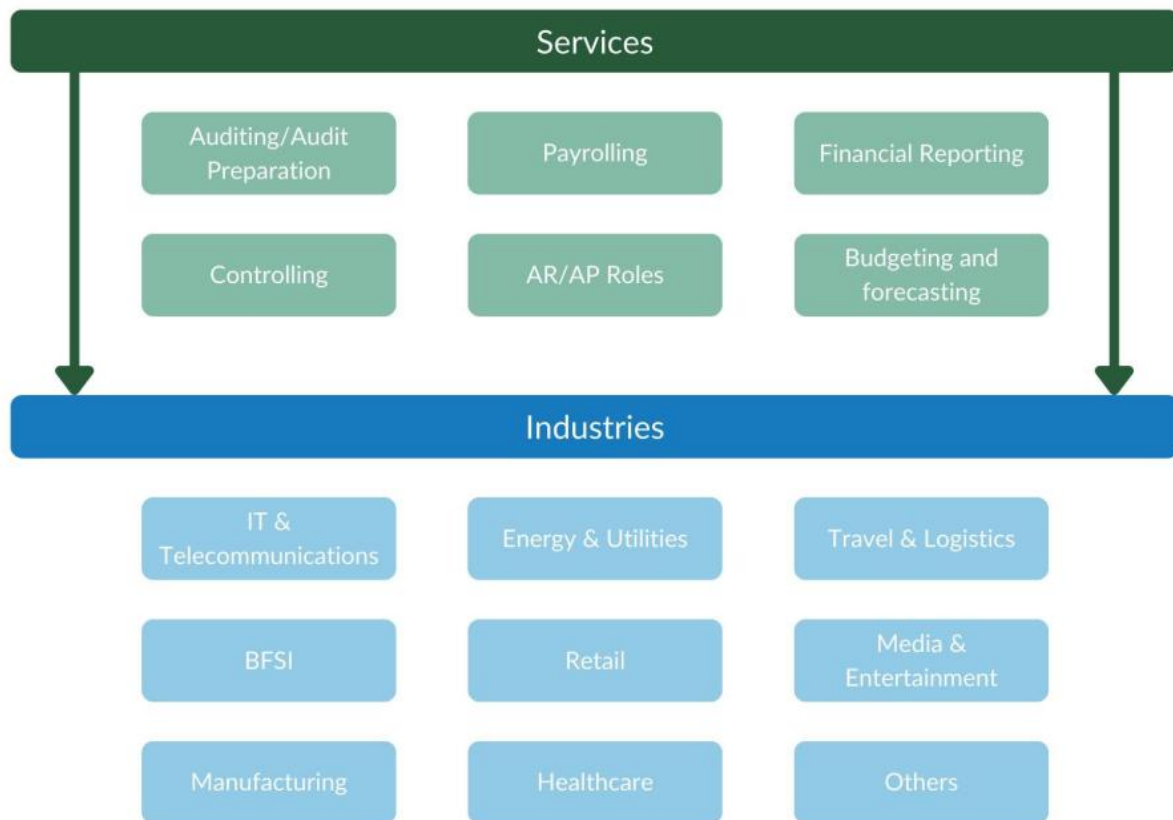 Services
Auditing/Audit
Preparation
Payrolling
Financial Reporting
Controlling
AR/AP Roles
Budgeting and
forecasting
Industries
IT &
Telecommunications
Energy & Utilities
Travel & Logistics
BFSI
Retail
Media &
Entertainment
Manufacturing
Healthcare
Others